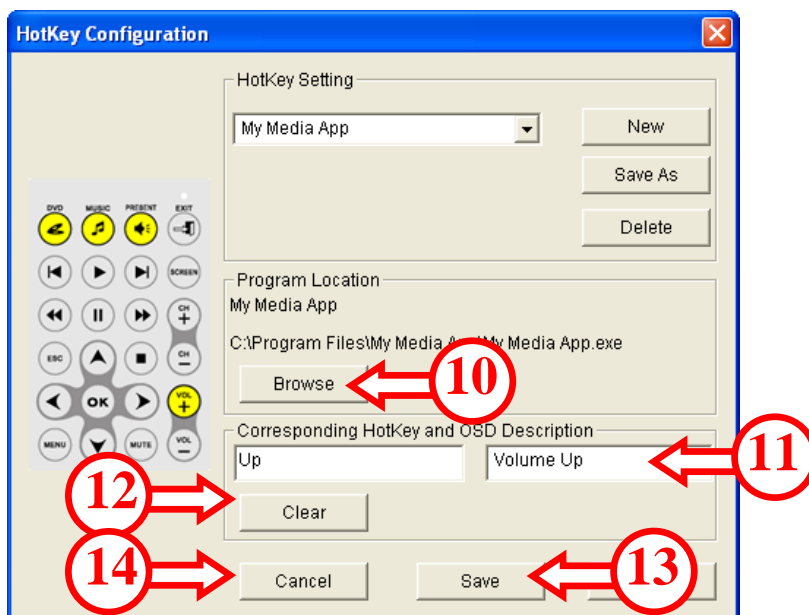 HotKey Configuration
HotKey Setting
My Media App
New
Save As
Delete
DVD MUSIC PRESENT EXIT
SCREEN
CH
+
ESC
CH
−
OK
VOL
+
MENU
MUTE
VOL
−
Program Location
My Media App
C:\Program Files\My Media App\My Media App.exe
Browse
10
Corresponding HotKey and OSD Description
Up
Volume Up
11
12
Clear
14
Cancel
Save
13